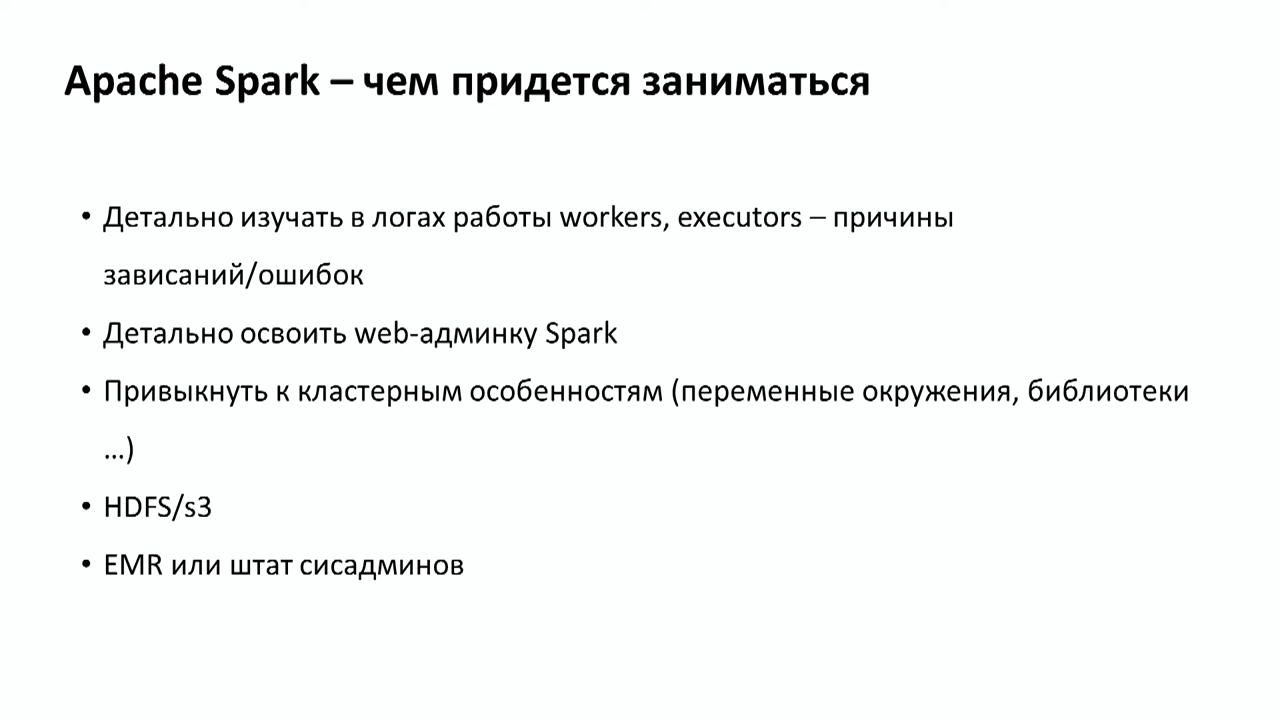 Apache Spark – чем придется заниматься
• Детально изучать в логах работы workers, executors – причины
зависаний/ошибок
• Детально освоить web-админку Spark
• Привыкнуть к кластерным особенностям (переменные окружения, библиотеки
…)
• HDFS/s3
• EMR или штат сисадминов